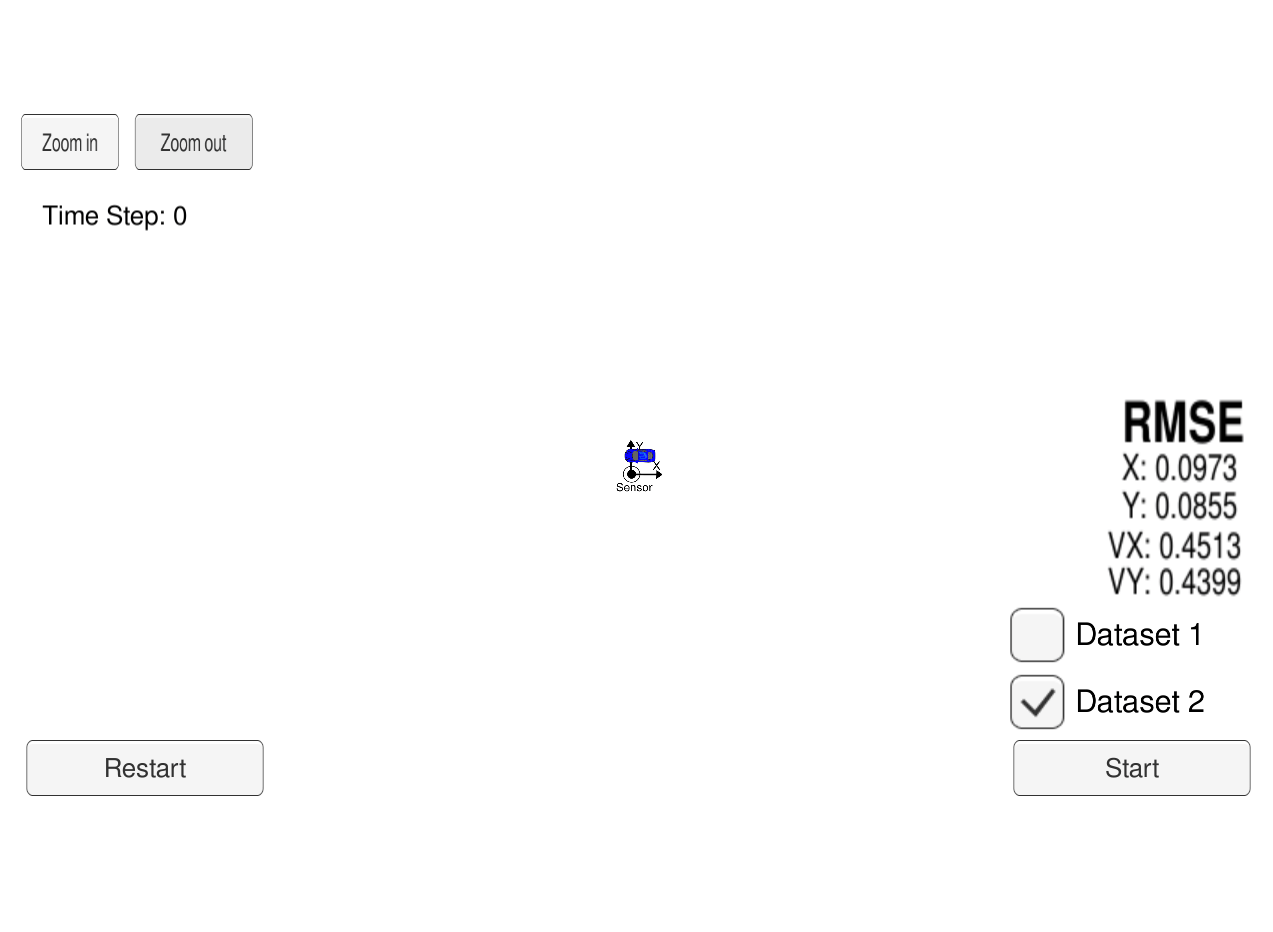 Zoom in
Zoom out
Time Step: 0
Y
X
Sensor
RMSE
X: 0.0973
Y: 0.0855
VX: 0.4513
VY: 0.4399
Dataset 1
Dataset 2
Restart
Start